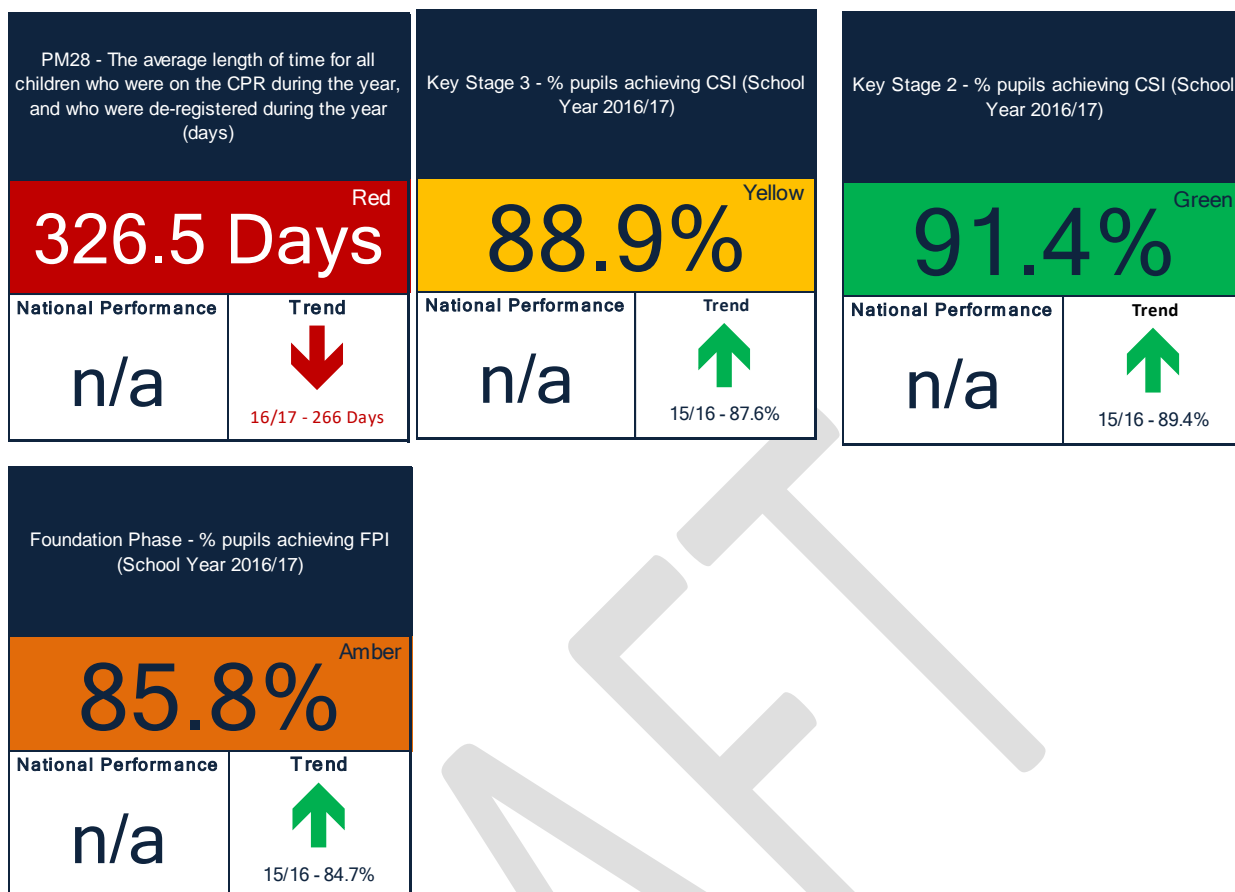 PM28 - The average length of time for all
children who were on the CPR during the year,
and who were de-registered during the year
(days)
Red
326.5 Days
National Performance
n/a
Trend
16/17 - 266 Days
Key Stage 3 - % pupils achieving CSI (School
Year 2016/17)
Yellow
88.9%
National Performance
n/a
Trend
15/16 - 87.6%
Key Stage 2 - % pupils achieving CSI (School
Year 2016/17)
Green
91.4%
National Performance
n/a
Trend
15/16 - 89.4%
Foundation Phase - % pupils achieving FPI
(School Year 2016/17)
Amber
85.8%
National Performance
n/a
Trend
15/16 - 84.7%
AFT